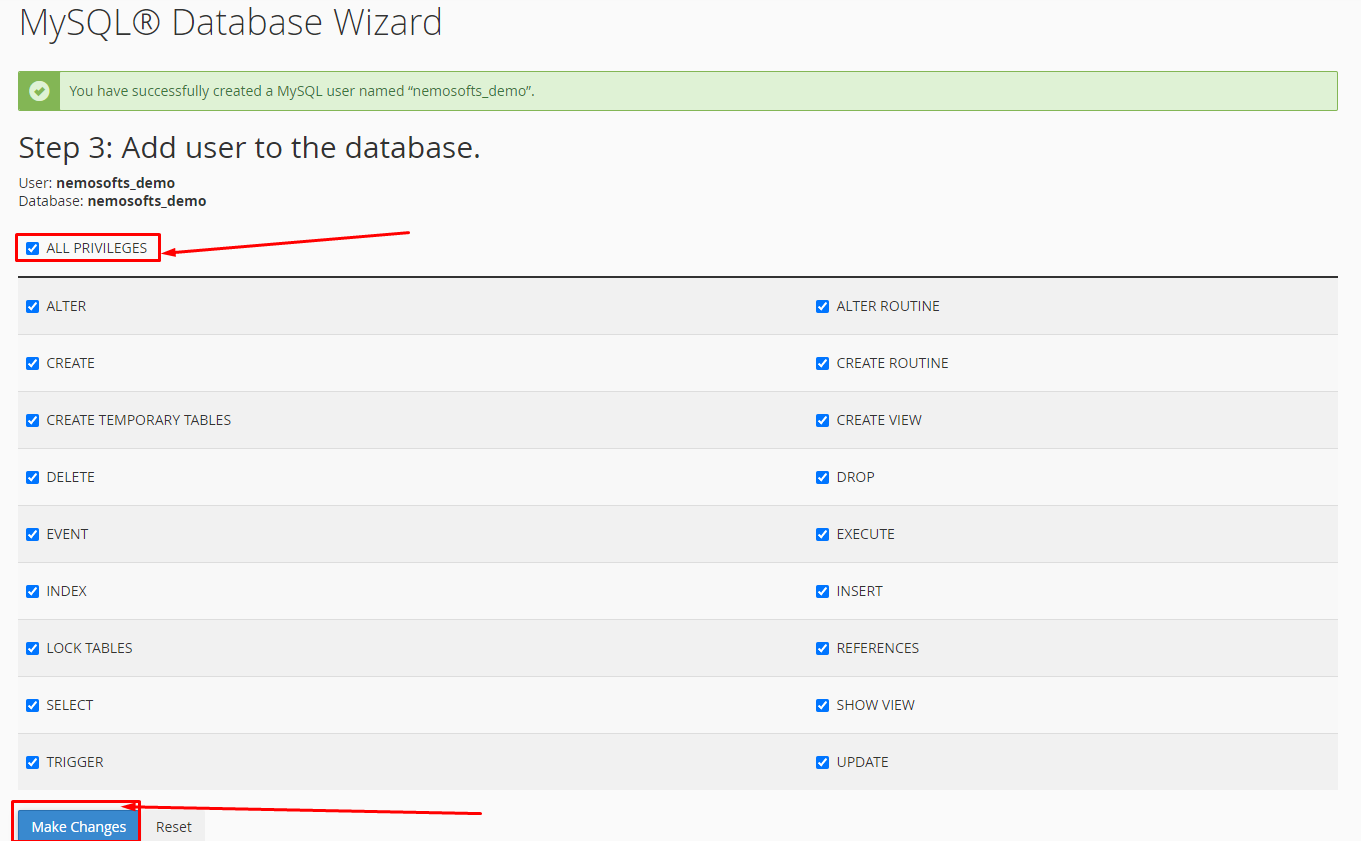 MySQL® Database Wizard
You have successfully created a MySQL user named “nemosofts_demo”.
Step 3: Add user to the database.
User: nemosofts_demo
Database: nemosofts_demo
ALL PRIVILEGES
ALTER
ALTER ROUTINE
CREATE
CREATE ROUTINE
CREATE TEMPORARY TABLES
CREATE VIEW
DELETE
DROP
EVENT
EXECUTE
INDEX
INSERT
LOCK TABLES
REFERENCES
SELECT
SHOW VIEW
TRIGGER
UPDATE
Make Changes
Reset